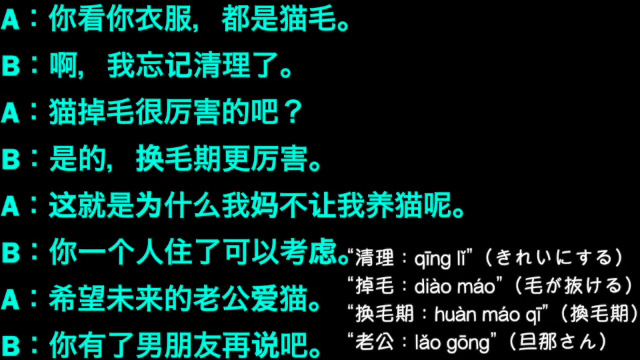 A：你看你衣服，都是猫毛。
B：啊，我忘记清理了。
A：猫掉毛很厉害的吧？
B：是的，换毛期更厉害。
A：这就是为什么我妈不让我养猫呢。
B：你一个人住了可以考虑。
A：希望未来的老公爱猫。
B：你有了男朋友再说吧。
“清理：qīng lǐ”（きれいにする）
“掉毛：diào máo”（毛が抜ける）
“换毛期：huàn máo qī”（換毛期）
“老公：lǎo gōng”（旦那さん）